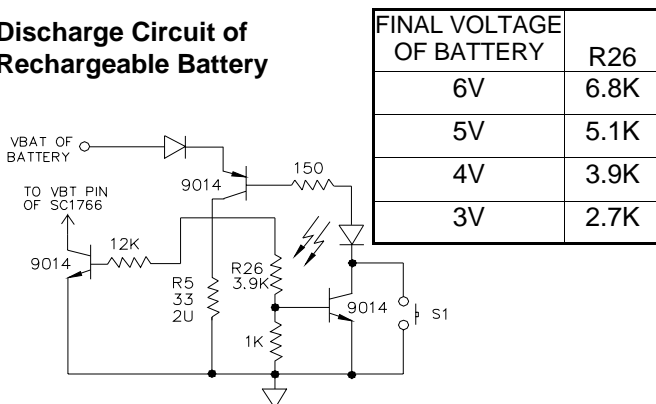 Discharge Circuit of
Rechargeable Battery
FINAL VOLTAGE
OF BATTERY
R26
6V
6.8K
5V
5.1K
4V
3.9K
3V
2.7K
VBAT OF
BATTERY
TO VBT PIN
OF SC1766
9014
150
9014
12K
R5
33
2U
R26
3.9K
1K
9014
S1